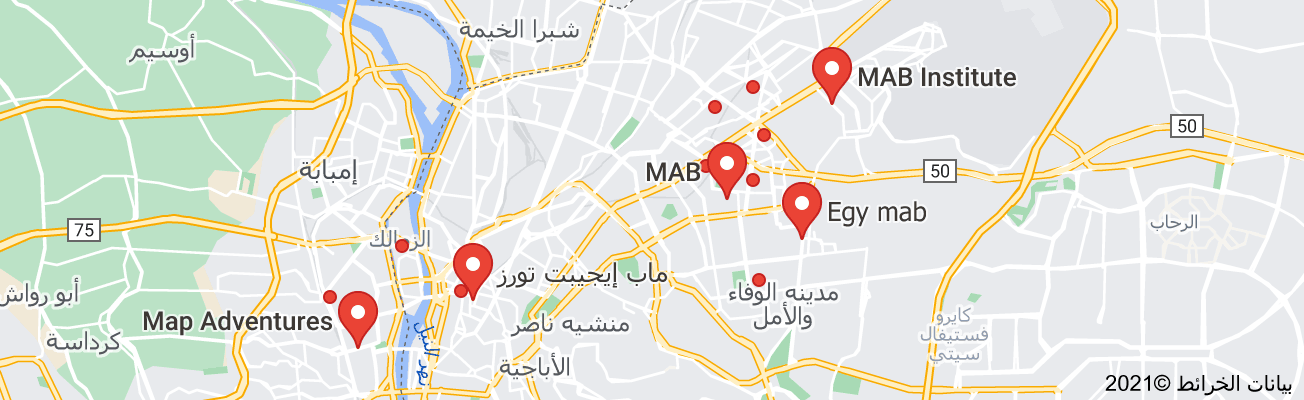 شبرا الخيمة
أوسيم
MAB Institute
50
إمبابة
MAB
50
Egy mab
75
الزمالك
الرحاب
ماب إيجيبت تورز
أبو رواش
مدينه الوفاء
والأمل
Map Adventures
منشيه ناصر
كايرو
فستيفال
سيتي
كرداسة
نهر النيل
الأباجية
بيانات الخرائط ©2021